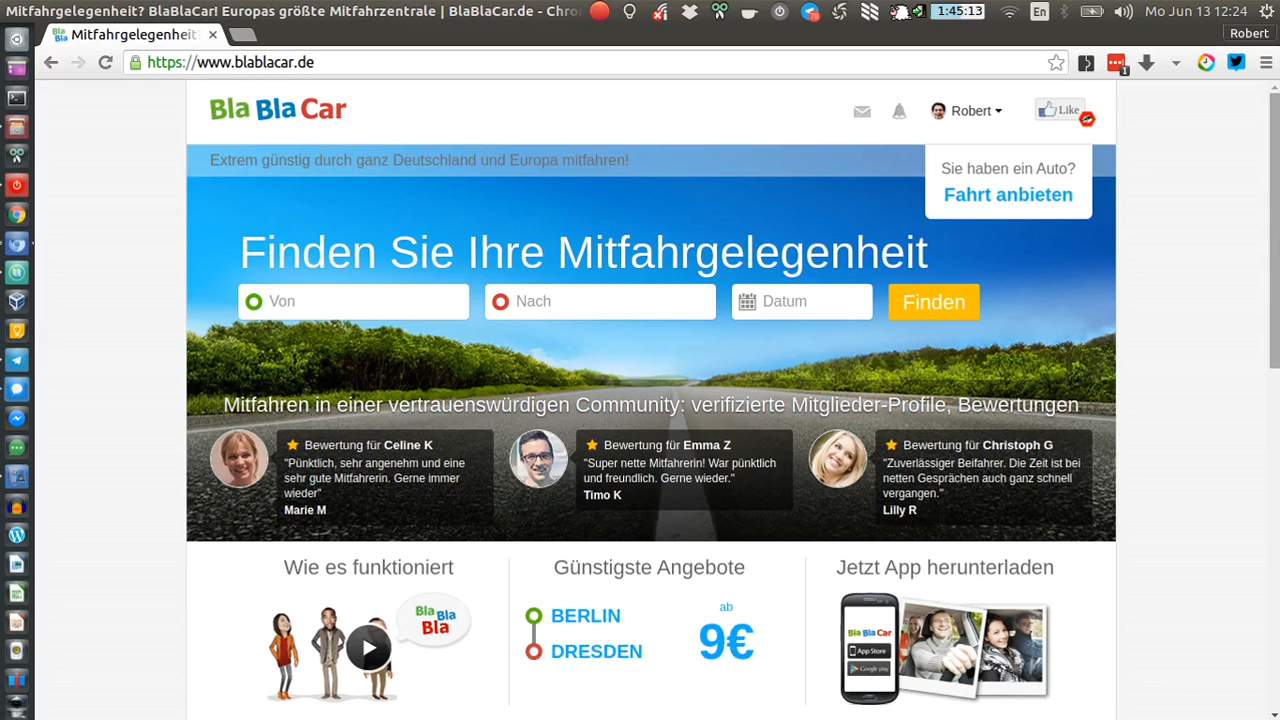 Mitfahrgelegenheit? BlaBlaCar! Europas größte Mitfahrzentrale | BlaBlaCar.de - Chro
1:45:13
En
Mo Jun 13 12:24
Mitfahrgelegenheit?
Robert
https://www.blablacar.de
1
Bla Bla Car
Robert
Like
Extrem günstig durch ganz Deutschland und Europa mitfahren!
Sie haben ein Auto?
Fahrt anbieten
Finden Sie Ihre Mitfahrgelegenheit
Von
Nach
Datum
Finden
Mitfahren in einer vertrauenswürdigen Community: verifizierte Mitglieder-Profile, Bewertungen
Bewertung für Celine K
"Pünktlich, sehr angenehm und eine
sehr gute Mitfahrerin. Gerne immer
wieder"
Marie M
Bewertung für Emma Z
"Super nette Mitfahrerin! War pünktlich
und freundlich. Gerne wieder."
Timo K
Bewertung für Christoph G
"Zuverlässiger Beifahrer. Die Zeit ist bei
netten Gesprächen auch ganz schnell
vergangen."
Lilly R
Wie es funktioniert
Bla
Bla
Bla
Günstigste Angebote
BERLIN
DRESDEN
ab
9€
Jetzt App herunterladen
Bla Bla Car
App Store
Google play